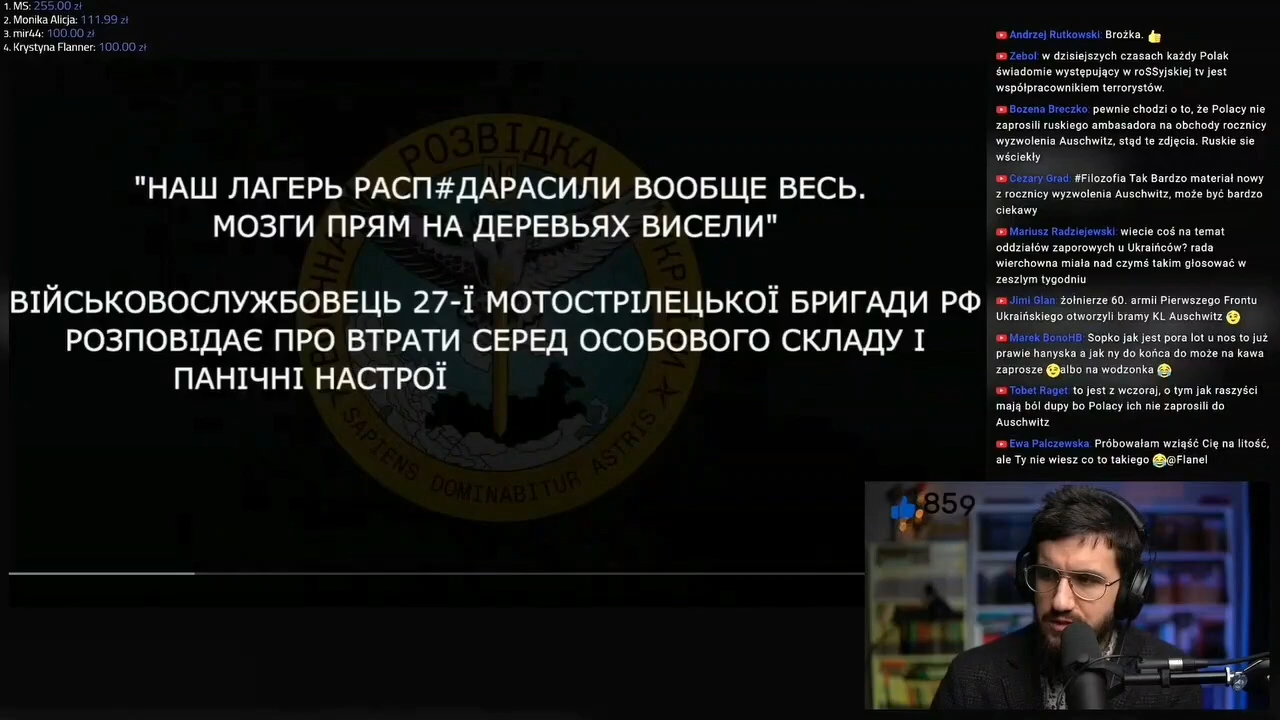 1. MS: 255.00 zł
2. Monika Alicja: 111.99 zł
3. mir44: 100.00 zł
4. Krystyna Flanner: 100.00 zł
РОЗВІДКА
"НАШ ЛАГЕРЬ РАСП#ДАРАСИЛИ ВООБЩЕ ВЕСЬ.
МОЗГИ ПРЯМ НА ДЕРЕВЬЯХ ВИСЕЛИ"
ВІЙСЬКОВОСЛУЖБОВЕЦЬ 27-Ї МОТОСТРІЛЕЦЬКОЇ БРИГАДИ РФ
РОЗПОВІДАЄ ПРО ВТРАТИ СЕРЕД ОСОБОВОГО СКЛАДУ І
ПАНІЧНІ НАСТРОЇ
SAPIENS DOMINABITUR ASTRIS
Andrzej Rutkowski: Brożka. 👍
Zebol: w dzisiejszych czasach każdy Polak
świadomie występujący w roSSyjskiej tv jest
współpracownikiem terrorystów.
Bozena Breczko: pewnie chodzi o to, że Polacy nie
zaprosili ruskiego ambasadora na obchody rocznicy
wyzwolenia Auschwitz, stąd te zdjęcia. Ruskie sie
wściekły
Cezary Grad: #Filozofia Tak Bardzo materiał nowy
z rocznicy wyzwolenia Auschwitz, może być bardzo
ciekawy
Mariusz Radziejewski: wiecie coś na temat
oddziałów zaporowych u Ukraińców? rada
wierchowna miała nad czymś takim głosować w
zeszlym tygodniu
Jimi Glan: żolnierze 60. armii Pierwszego Frontu
Ukraińskiego otworzyli bramy KL Auschwitz 😉
Marek BonoHB: Sopko jak jest pora lot u nos to już
prawie hanyska a jak ny do końca do może na kawa
zaprosze 😉albo na wodzonka 😂
Tobet Raget: to jest z wczoraj, o tym jak raszyści
mają ból dupy bo Polacy ich nie zaprosili do
Auschwitz
Ewa Palczewska: Próbowałam wziąść Cię na litość,
ale Ty nie wiesz co to takiego 😂@Flanel
859